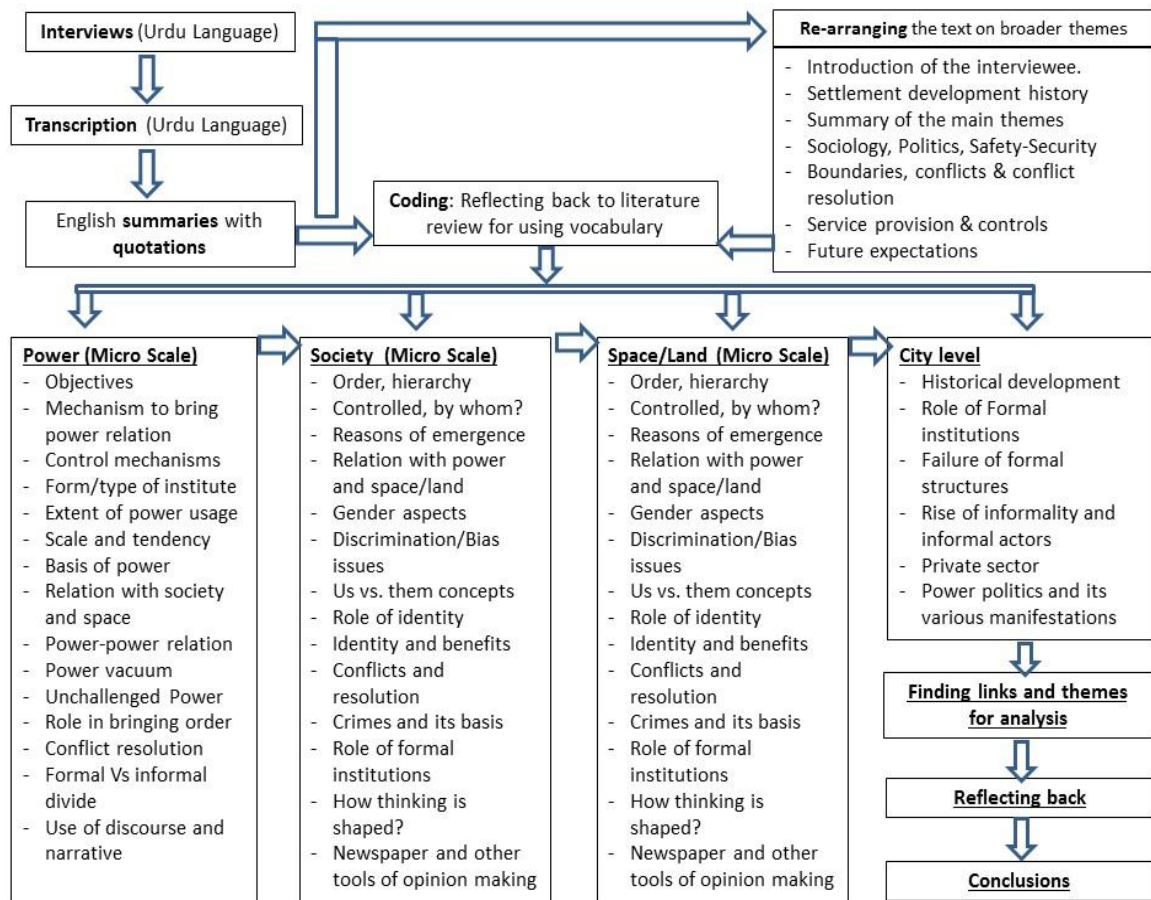 Interviews (Urdu Language)
Transcription (Urdu Language)
English summaries with
quotations
Re-arranging the text on broader themes
- Introduction of the interviewee.
- Settlement development history
- Summary of the main themes
- Sociology, Politics, Safety-Security
- Boundaries, conflicts & conflict
resolution
- Service provision & controls
- Future expectations
Coding: Reflecting back to literature
review for using vocabulary
Power (Micro Scale)
- Objectives
- Mechanism to bring
power relation
- Control mechanisms
- Form/type of institute
- Extent of power usage
- Scale and tendency
- Basis of power
- Relation with society
and space
- Power-power relation
- Power vacuum
- Unchallenged Power
- Role in bringing order
- Conflict resolution
- Formal Vs informal
divide
- Use of discourse and
narrative
Society (Micro Scale)
- Order, hierarchy
- Controlled, by whom?
- Reasons of emergence
- Relation with power
and space/land
- Gender aspects
- Discrimination/Bias
issues
- Us vs. them concepts
- Role of identity
- Identity and benefits
- Conflicts and
resolution
- Crimes and its basis
- Role of formal
institutions
- How thinking is
shaped?
- Newspaper and other
tools of opinion making
Space/Land (Micro Scale)
- Order, hierarchy
- Controlled, by whom?
- Reasons of emergence
- Relation with power
and space/land
- Gender aspects
- Discrimination/Bias
issues
- Us vs. them concepts
- Role of identity
- Identity and benefits
- Conflicts and
resolution
- Crimes and its basis
- Role of formal
institutions
- How thinking is
shaped?
- Newspaper and other
tools of opinion making
City level
- Historical development
- Role of Formal
institutions
- Failure of formal
structures
- Rise of informality and
informal actors
- Private sector
- Power politics and its
various manifestations
Finding links and themes
for analysis
Reflecting back
Conclusions